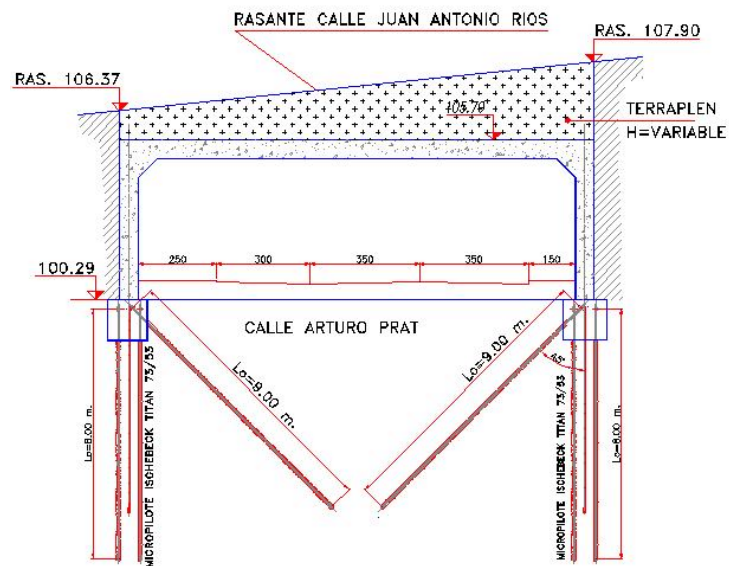 RASANTE CALLE JUAN ANTONIO RIOS
RAS. 107.90
RAS. 106.37
105.79
TERRAPLEN
H=VARIABLE
250
300
350
350
150
100.29
CALLE ARTURO PRAT
Lo=9.00 m.
Lo=9.00 m.
Lo=8.00 m.
MICROPILOTE ISCHEBECK TITAN 73/53
MICROPILOTE ISCHEBECK TITAN 73/53
Lo=8.00 m.